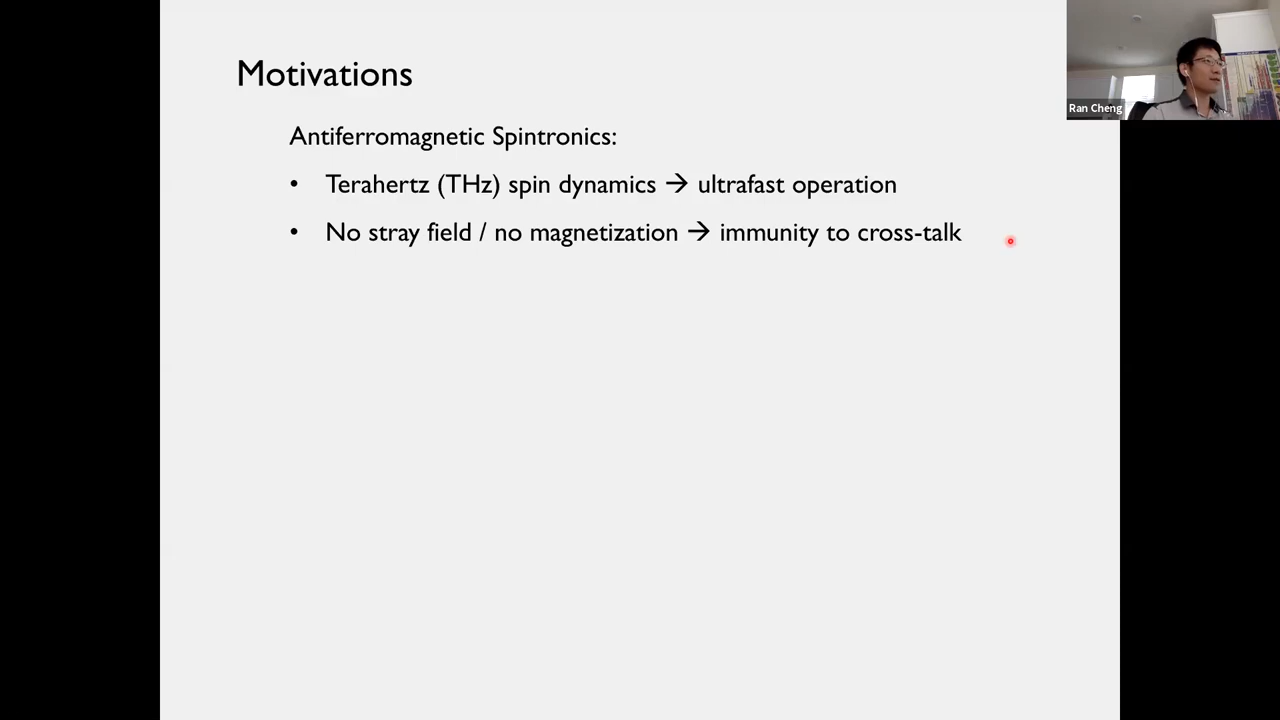 Motivations
Ran Cheng
Antiferromagnetic Spintronics:
• Terahertz (THz) spin dynamics → ultrafast operation
• No stray field / no magnetization → immunity to cross-talk